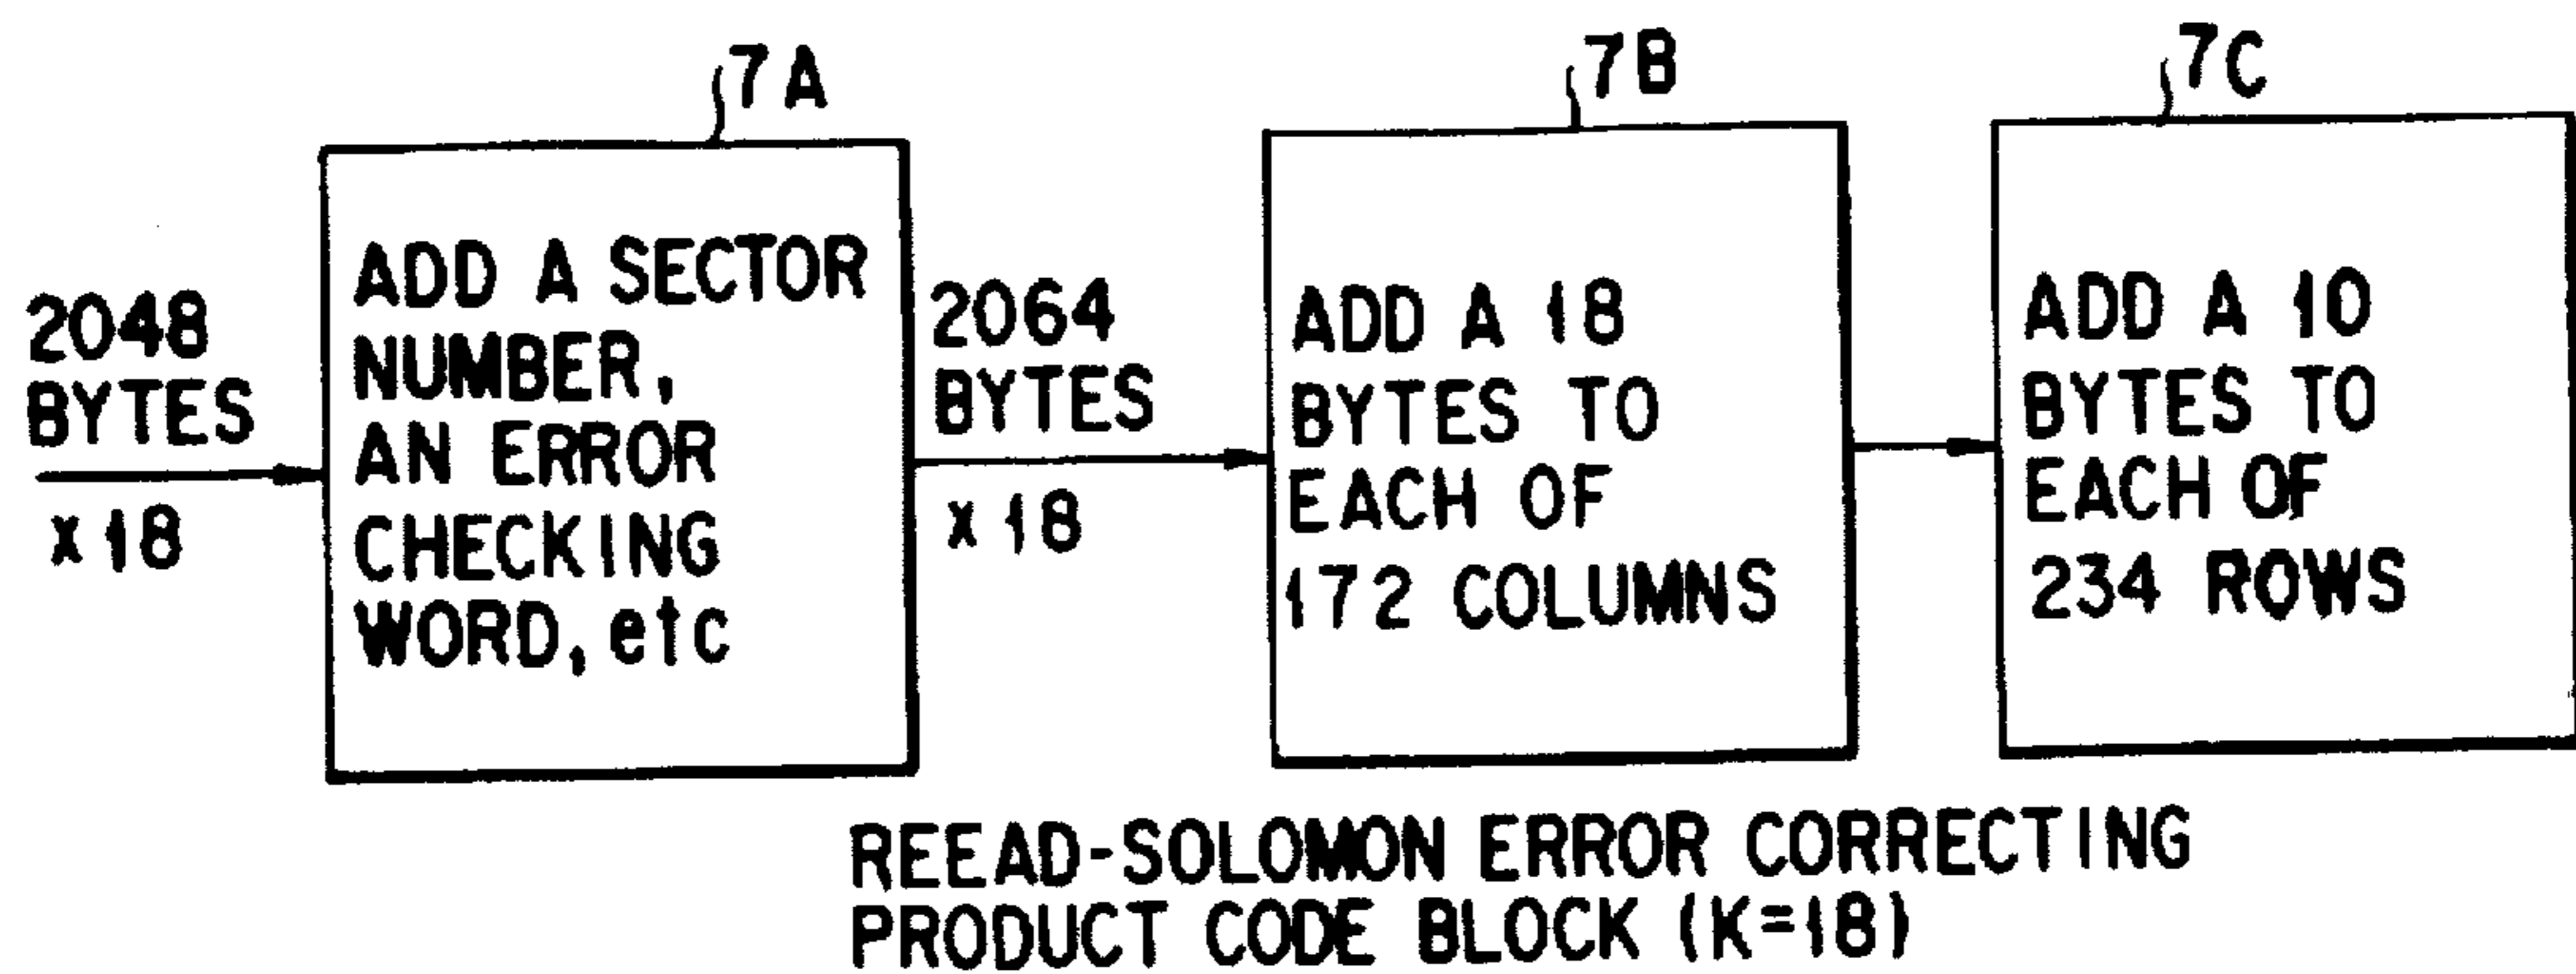 7A
7B
7C
2048
BYTES
x 18
ADD A SECTOR
NUMBER,
AN ERROR
CHECKING
WORD, etc
2064
BYTES
x 18
ADD A 18
BYTES TO
EACH OF
172 COLUMNS
ADD A 10
BYTES TO
EACH OF
234 ROWS
REEAD-SOLOMON ERROR CORRECTING
PRODUCT CODE BLOCK (K=18)